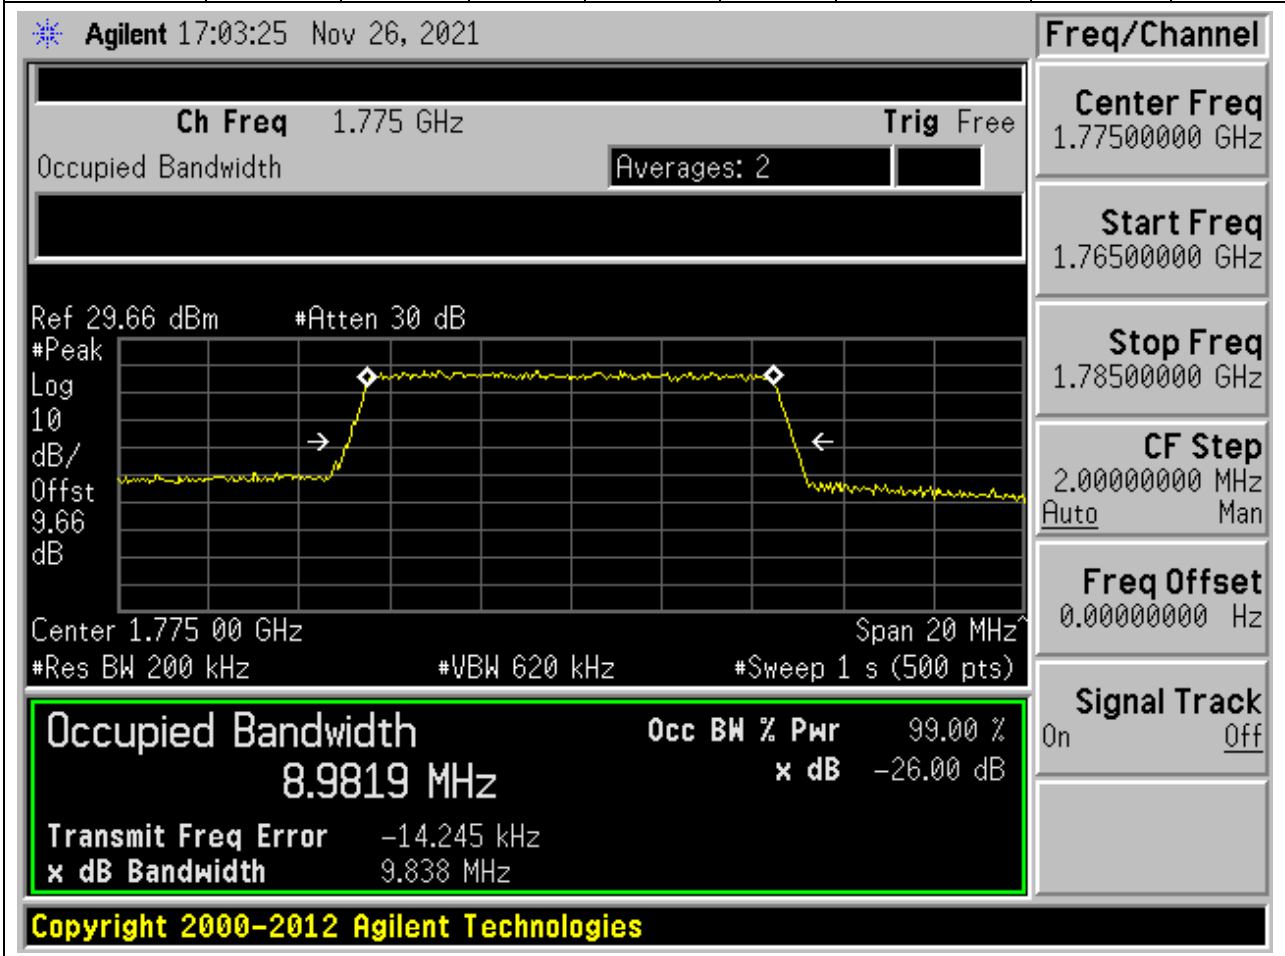 Agilent 17:03:25 Nov 26, 2021
Freq/Channel
Ch Freq 1.775 GHz Trig Free
Occupied Bandwidth Averages: 2
Center Freq
1.77500000 GHz
Start Freq
1.76500000 GHz
Stop Freq
1.78500000 GHz
CF Step
2.00000000 MHz
Auto Man
Freq Offset
0.00000000 Hz
Signal Track
On Off
Ref 29.66 dBm #Atten 30 dB
#Peak
Log
10
dB/
Offst
9.66
dB
Center 1.775 00 GHz Span 20 MHz^
#Res BW 200 kHz #VBW 620 kHz #Sweep 1 s (500 pts)
Occupied Bandwidth Occ BW % Pwr 99.00 %
8.9819 MHz x dB -26.00 dB
Transmit Freq Error -14.245 kHz
x dB Bandwidth 9.838 MHz
Copyright 2000-2012 Agilent Technologies